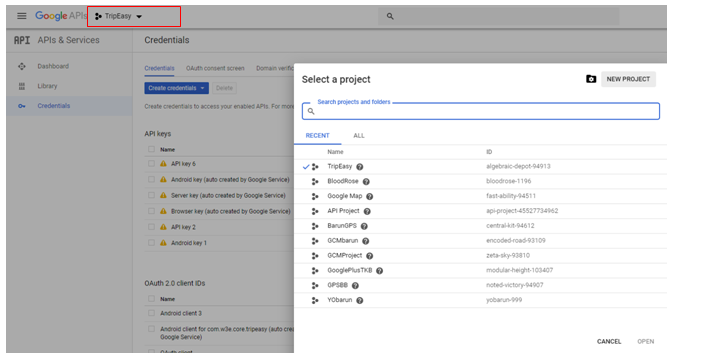 Google APIs
TripEasy
API APIs & Services
Credentials
Dashboard
Library
Credentials
Credentials OAuth consent screen Domain verific
Create credentials Delete
Create credentials to access your enabled APIs. For more
API keys
Name
API key 6
Android key (auto created by Google Service)
Server key (auto created by Google Service)
Browser key (auto created by Google Service)
API key 2
Android key 1
OAuth 2.0 client IDs
Name
Android client 3
Android client for com.w3e.core.tripeasy (auto crea
Google Service)
OAuth client
Select a project
NEW PROJECT
Search projects and folders
RECENT ALL
Name ID
TripEasy algebraic-depot-94913
BloodRose bloodrose-1196
Google Map fast-ability-94511
API Project api-project-45527734962
BarunGPS central-kit-94612
GCMbarun encoded-road-93109
GCMProject zeta-sky-93810
GooglePlusTKB modular-height-103407
GPSBB noted-victory-94907
YObarun yobarun-999
CANCEL OPEN